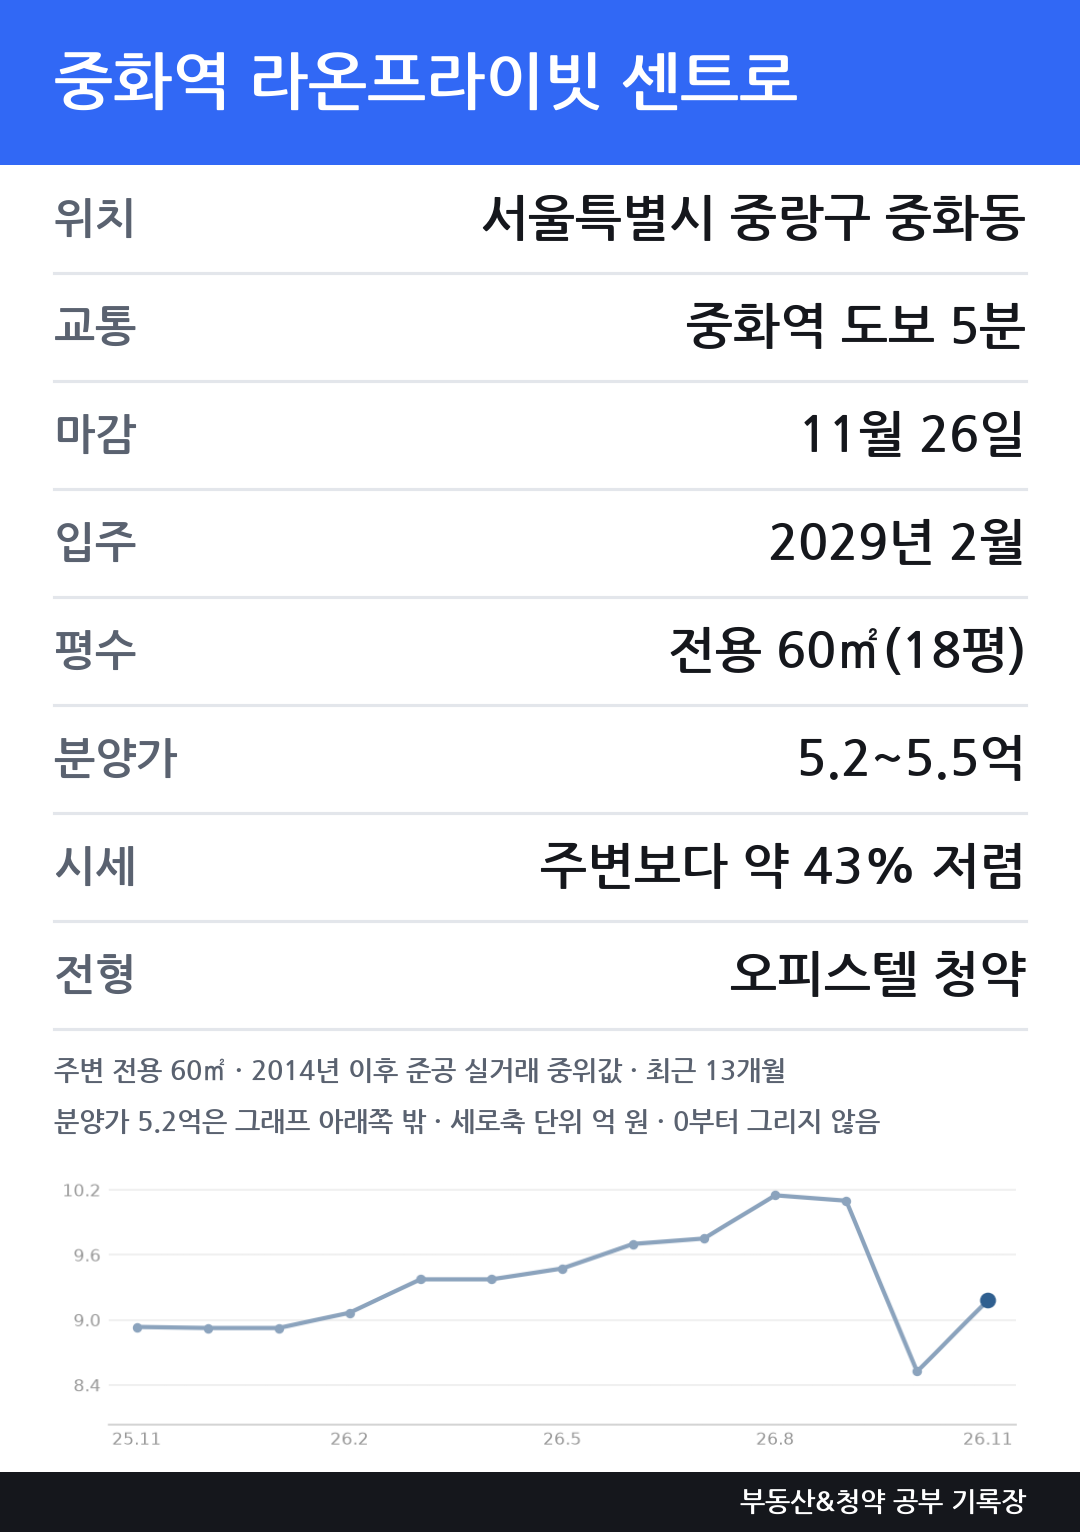 중화역 라온프라이빗 센트로
위치 서울특별시 중랑구 중화동
교통 중화역 도보 5분
마감 11월 26일
입주 2029년 2월
평수 전용 60㎡(18평)
분양가 5.2~5.5억
시세 주변보다 약 43% 저렴
전형 오피스텔 청약
주변 전용 60㎡ · 2014년 이후 준공 실거래 중위값 · 최근 13개월
분양가 5.2억은 그래프 아래쪽 밖 · 세로축 단위 억 원 · 0부터 그리지 않음
10.2
9.6
9.0
8.4
25.11 26.2 26.5 26.8 26.11
부동산&청약 공부 기록장